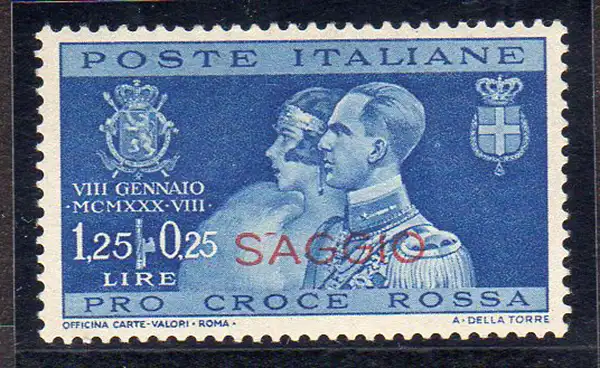 POSTE ITALIANE
VIII GENNAIO
·MCMXXX·VIII·
1,25 0,25
LIRE
SAGGIO
PRO CROCE ROSSA
OFFICINA CARTE-VALORI·ROMA·
A·DELLA TORRE